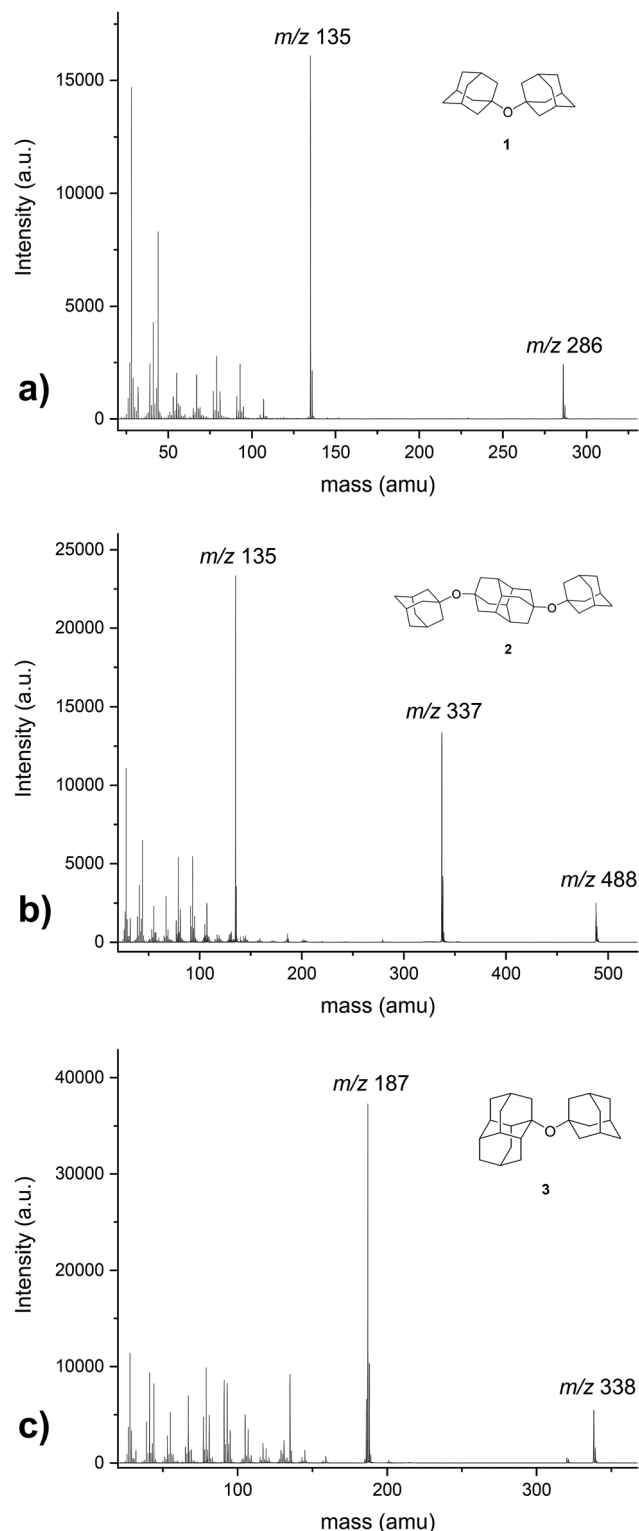 m/z 135
15000
O
1
10000
Intensity (a.u.)
5000
m/z 286
a)
0
50 100 150 200 250 300
mass (amu)
25000
m/z 135
20000
O
O
2
15000
m/z 337
Intensity (a.u.)
10000
5000
m/z 488
b)
0
100 200 300 400 500
mass (amu)
40000
m/z 187
30000
O
3
Intensity (a.u.)
20000
10000
m/z 338
c)
0
100 200 300
mass (amu)